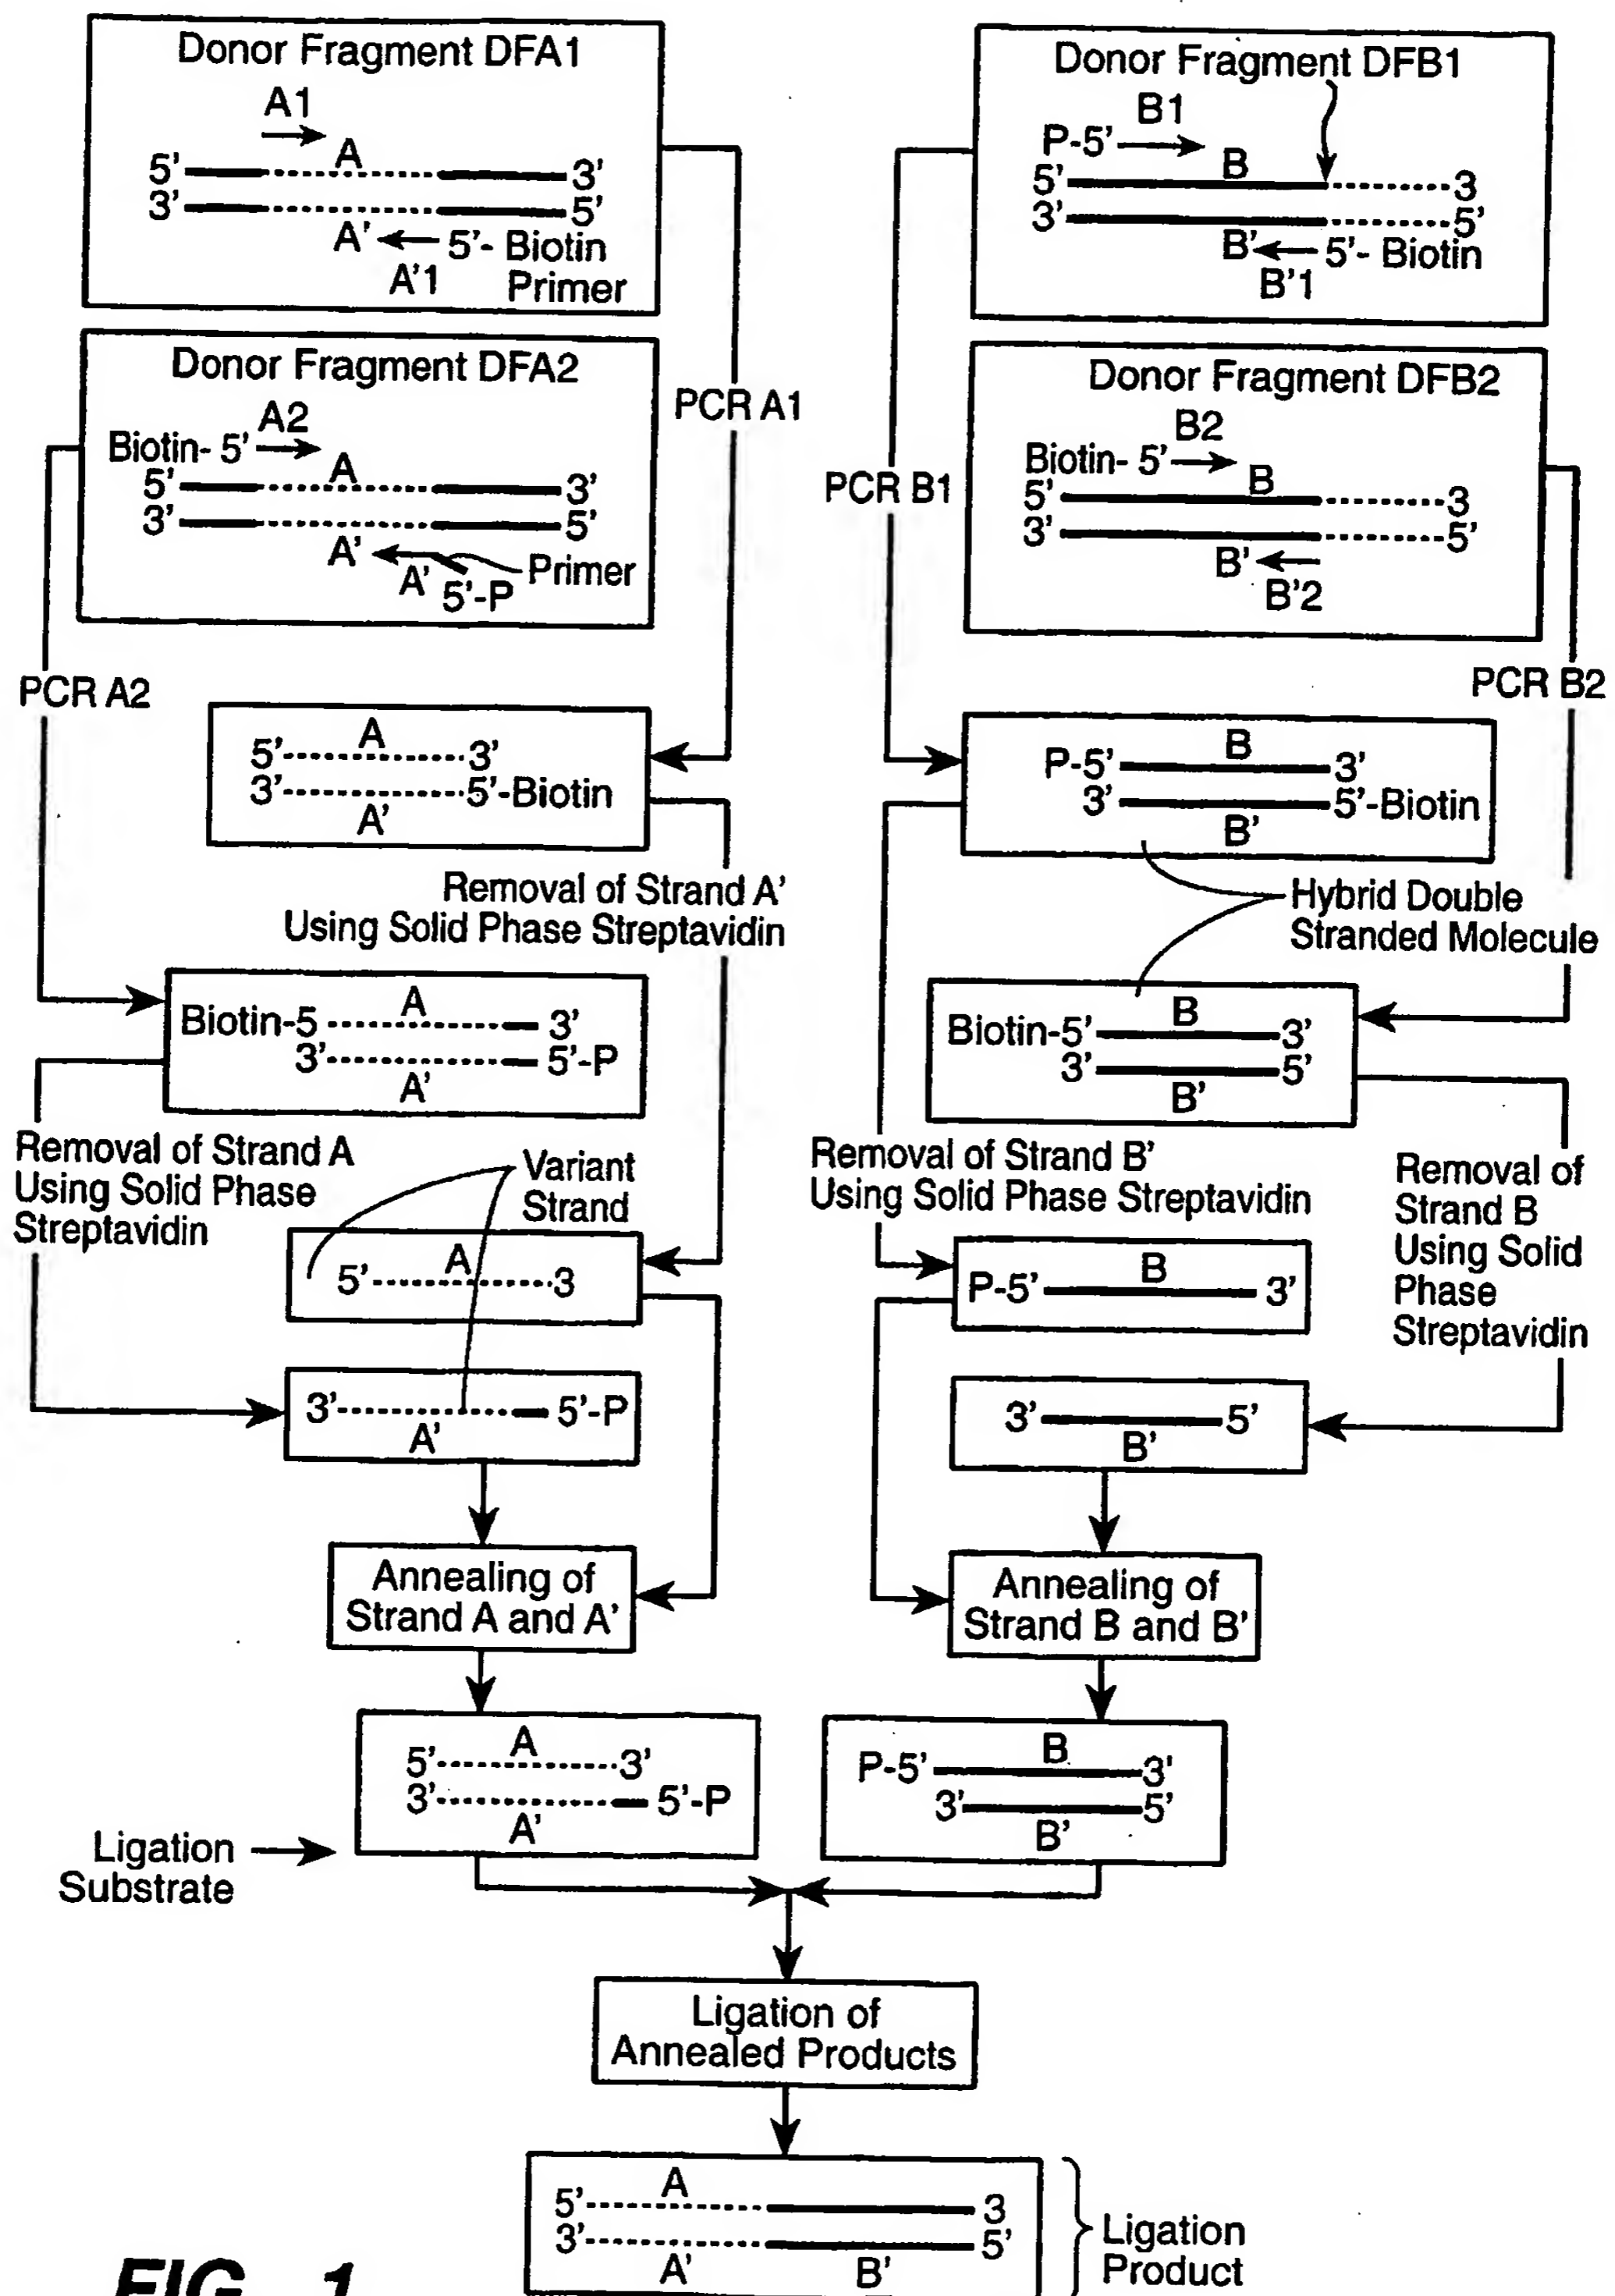 Donor Fragment DFA1
A1
A
5' 3'
3' 5'
A' 5'- Biotin
A'1 Primer
Donor Fragment DFB1
B1
P-5'
B
5' 3
3' 5'
B' 5'- Biotin
B'1
Donor Fragment DFA2
A2
Biotin- 5'
A
5' 3'
3' 5'
A'
A' Primer
5'-P
Donor Fragment DFB2
B2
Biotin- 5'
B
5' 3
3' 5'
B'
B'2
PCR A1
PCR B1
PCR A2
PCR B2
A
5' 3'
3' 5'-Biotin
A'
B
P-5' 3'
3' 5'-Biotin
B'
Removal of Strand A'
Using Solid Phase Streptavidin
Hybrid Double
Stranded Molecule
A
Biotin-5 3'
3' 5'-P
A'
B
Biotin-5' 3'
3' 5'
B'
Removal of Strand A
Using Solid Phase
Streptavidin
Variant
Strand
Removal of Strand B'
Using Solid Phase Streptavidin
Removal of
Strand B
Using Solid
Phase
Streptavidin
A
5' 3
B
P-5' 3'
3' 5'-P
A'
3' 5'
B'
Annealing of
Strand A and A'
Annealing of
Strand B and B'
A
5' 3'
3' 5'-P
A'
B
P-5' 3'
3' 5'
B'
Ligation
Substrate
Ligation of
Annealed Products
A
5' 3
3' 5'
A' B'
Ligation
Product
FIG._1